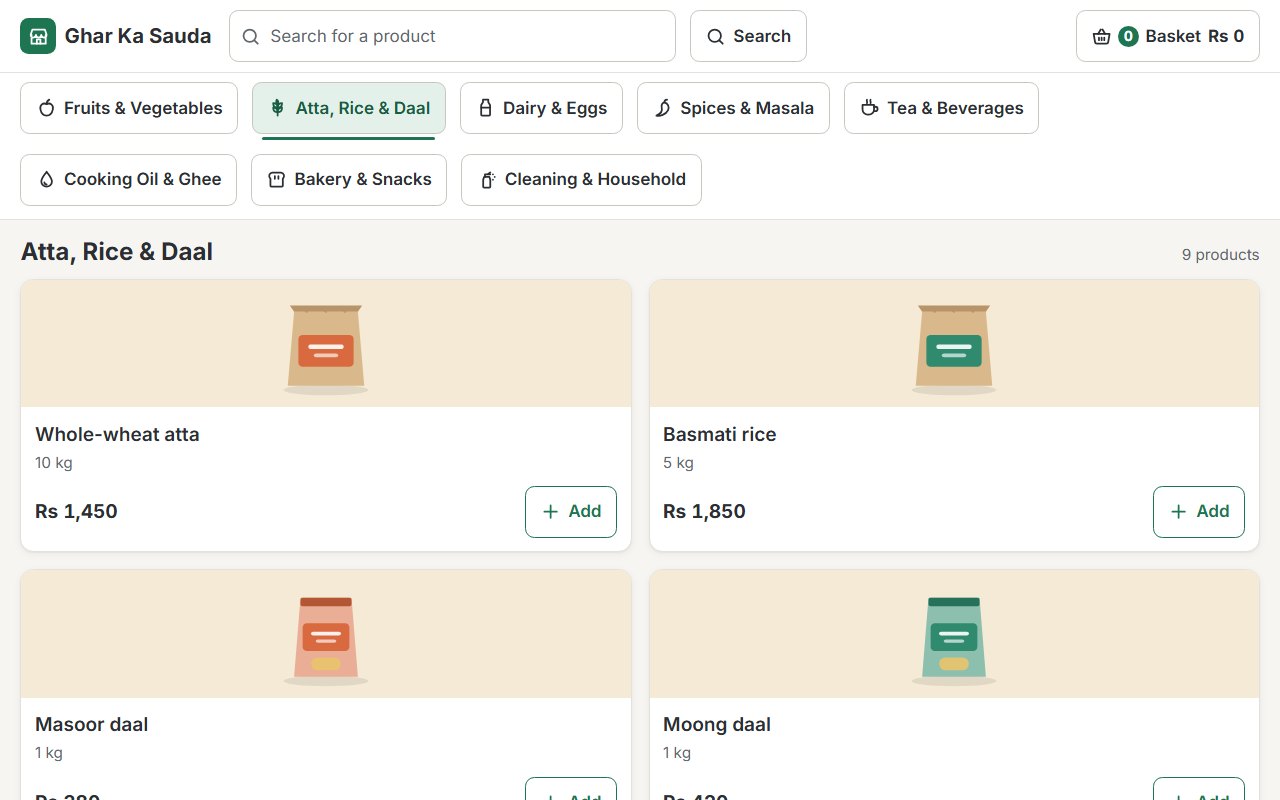 Ghar Ka Sauda
Search for a product
Search
0 Basket Rs 0
Fruits & Vegetables
Atta, Rice & Daal
Dairy & Eggs
Spices & Masala
Tea & Beverages
Cooking Oil & Ghee
Bakery & Snacks
Cleaning & Household
Atta, Rice & Daal
9 products
Whole-wheat atta
10 kg
Rs 1,450
Add
Basmati rice
5 kg
Rs 1,850
Add
Masoor daal
1 kg
Moong daal
1 kg